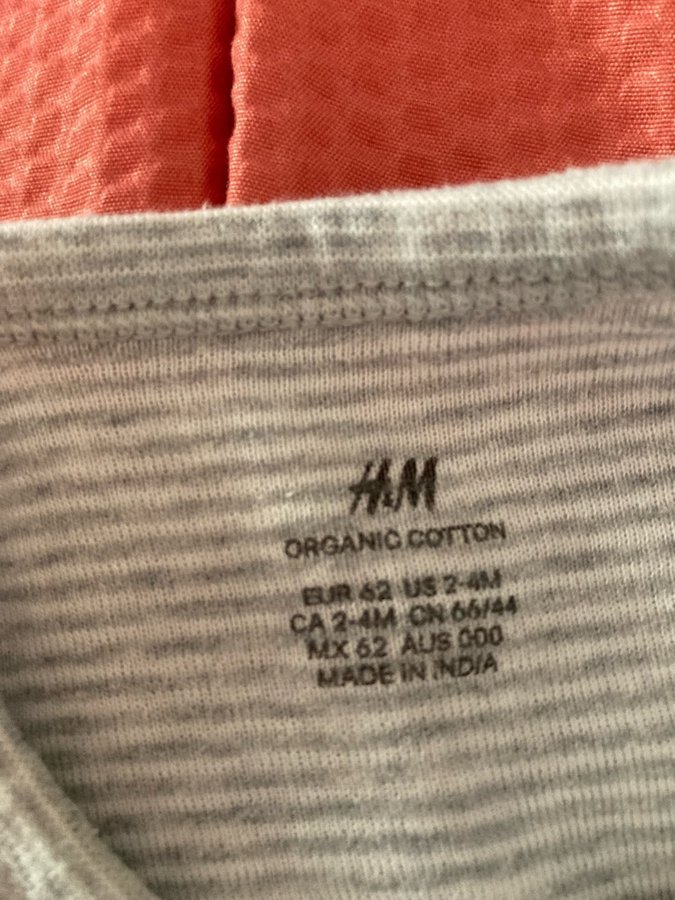 H&M
ORGANIC COTTON
EUR 62 US 2-4M
CA 2-4M CN 66/44
MX 62 AUS 000
MADE IN INDIA